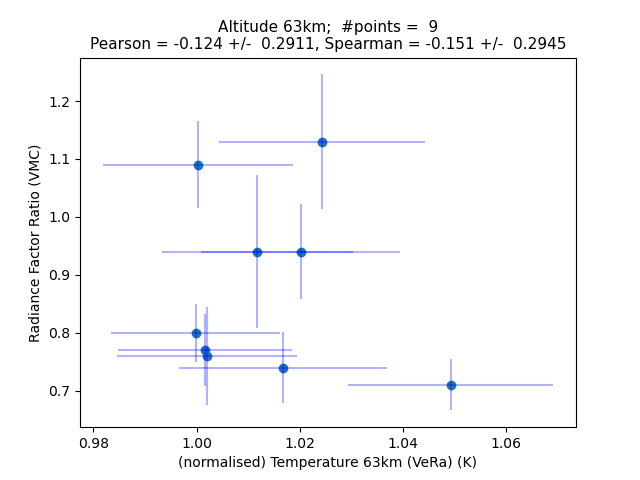 Altitude 63km;  #points =  9
Pearson = -0.124 +/-  0.2911, Spearman = -0.151 +/-  0.2945
1.2
1.1
1.0
0.9
0.8
0.7
Radiance Factor Ratio (VMC)
0.98 1.00 1.02 1.04 1.06
(normalised) Temperature 63km (VeRa) (K)